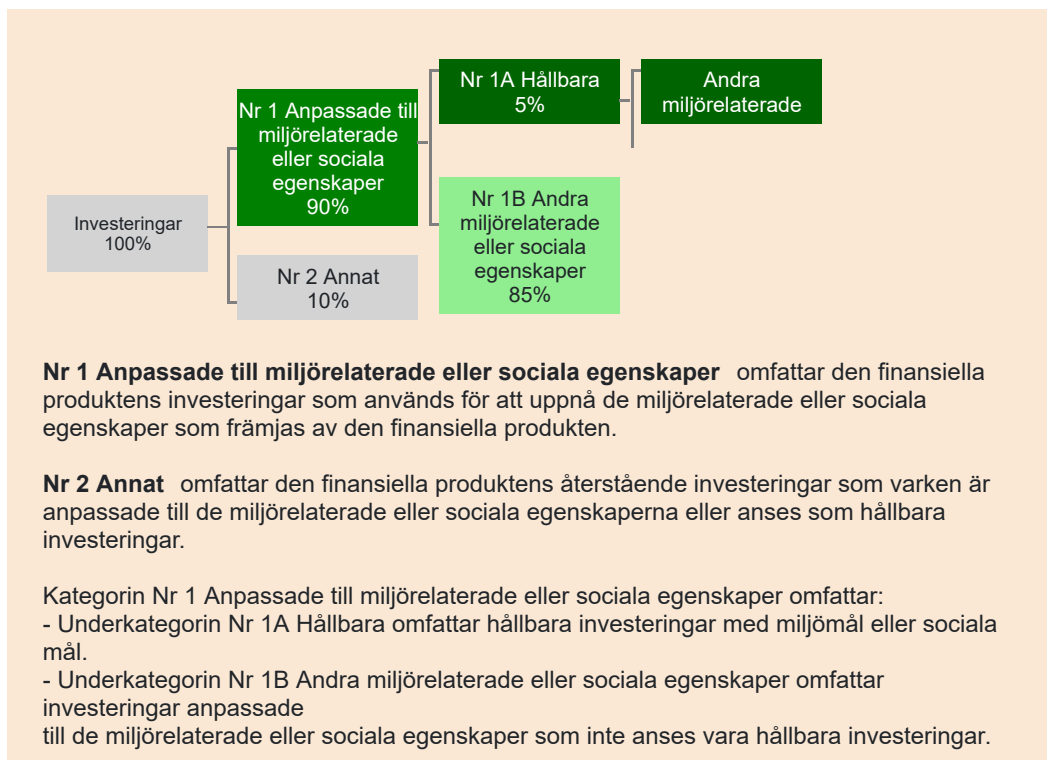 Nr 1A Hållbara
5%
Andra
miljörelaterade
Nr 1 Anpassade till
miljörelaterade
eller sociala
egenskaper
90%
Nr 1B Andra
miljörelaterade
eller sociala
egenskaper
85%
Investeringar
100%
Nr 2 Annat
10%
Nr 1 Anpassade till miljörelaterade eller sociala egenskaper omfattar den finansiella
produktens investeringar som används för att uppnå de miljörelaterade eller sociala
egenskaper som främjas av den finansiella produkten.
Nr 2 Annat omfattar den finansiella produktens återstående investeringar som varken är
anpassade till de miljörelaterade eller sociala egenskaperna eller anses som hållbara
investeringar.
Kategorin Nr 1 Anpassade till miljörelaterade eller sociala egenskaper omfattar:
- Underkategorin Nr 1A Hållbara omfattar hållbara investeringar med miljömål eller sociala
mål.
- Underkategorin Nr 1B Andra miljörelaterade eller sociala egenskaper omfattar
investeringar anpassade
till de miljörelaterade eller sociala egenskaper som inte anses vara hållbara investeringar.